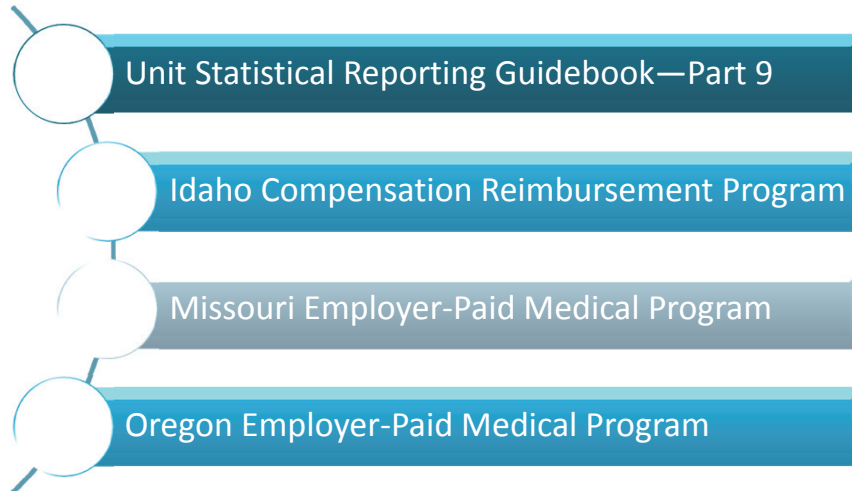 Unit Statistical Reporting Guidebook—Part 9
Idaho Compensation Reimbursement Program
Missouri Employer-Paid Medical Program
Oregon Employer-Paid Medical Program